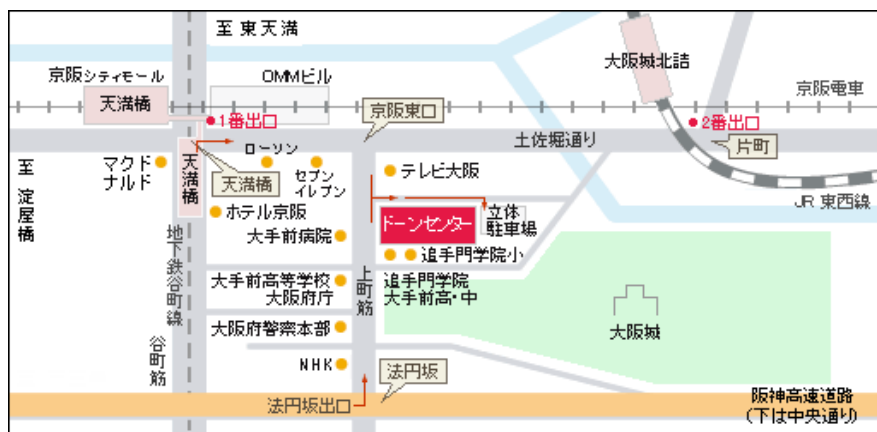 至 東天満
京阪シティモール
OMMビル
大阪城北詰
京阪電車
天満橋
1番出口
京阪東口
2番出口
土佐堀通り
片町
至
淀屋橋
マクド
ナルド
天満橋
天満橋
ローソン
セブン
イレブン
テレビ大阪
JR 東西線
ホテル京阪
ドーンセンター
立体
駐車場
大手前病院
追手門学院小
地下鉄谷町線
上町筋
大手前高等学校
大阪府庁
追手門学院
大手前高・中
大阪城
大阪府警察本部
谷町筋
NHK
法円坂
法円坂出口
阪神高速道路
(下は中央通り)